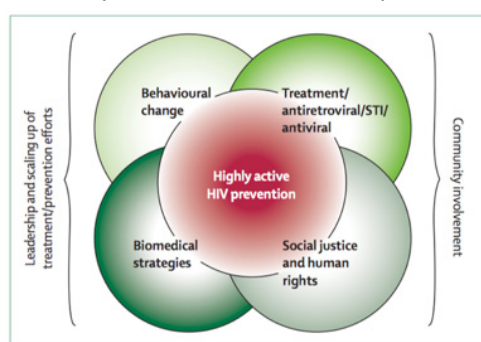 Leadership and scaling up of
treatment/prevention efforts
Behavioural
change
Treatment/
antiretroviral/STI/
antiviral
Highly active
HIV prevention
Biomedical
strategies
Social justice
and human
rights
Community involvement